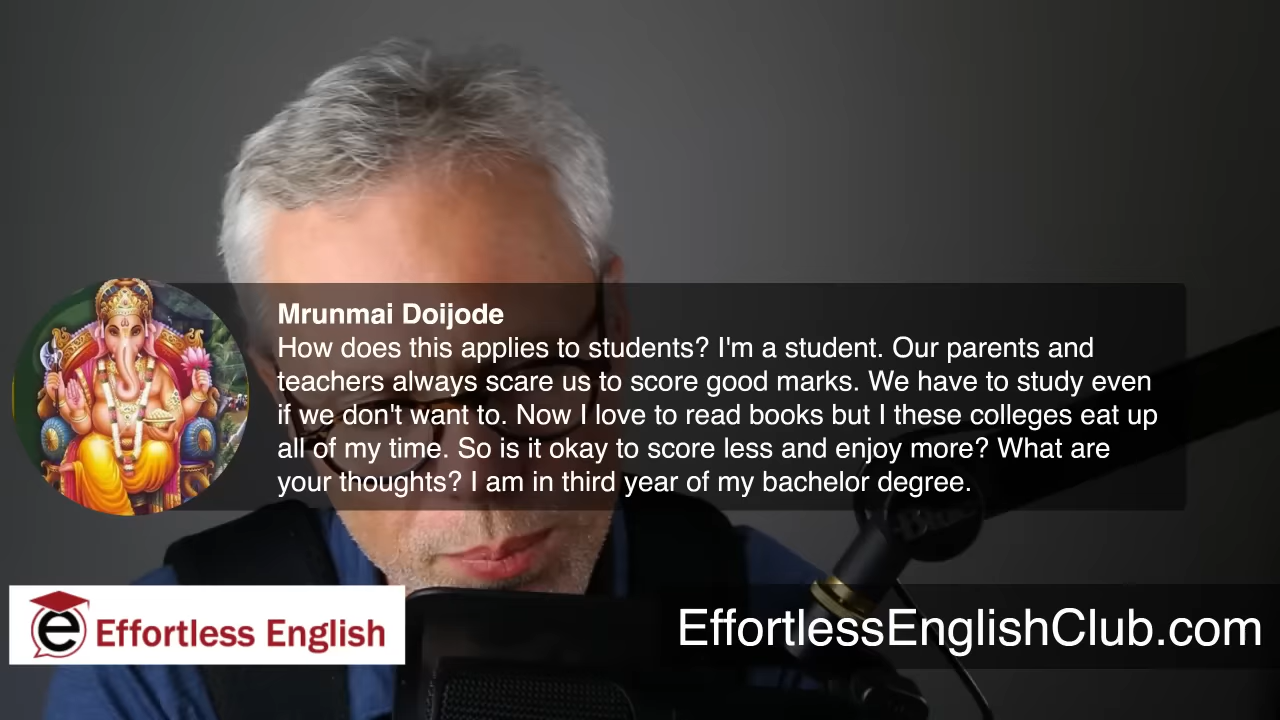 Mrunmai Doijode
How does this applies to students? I'm a student. Our parents and
teachers always scare us to score good marks. We have to study even
if we don't want to. Now I love to read books but I these colleges eat up
all of my time. So is it okay to score less and enjoy more? What are
your thoughts? I am in third year of my bachelor degree.
e Effortless English
EffortlessEnglishClub.com